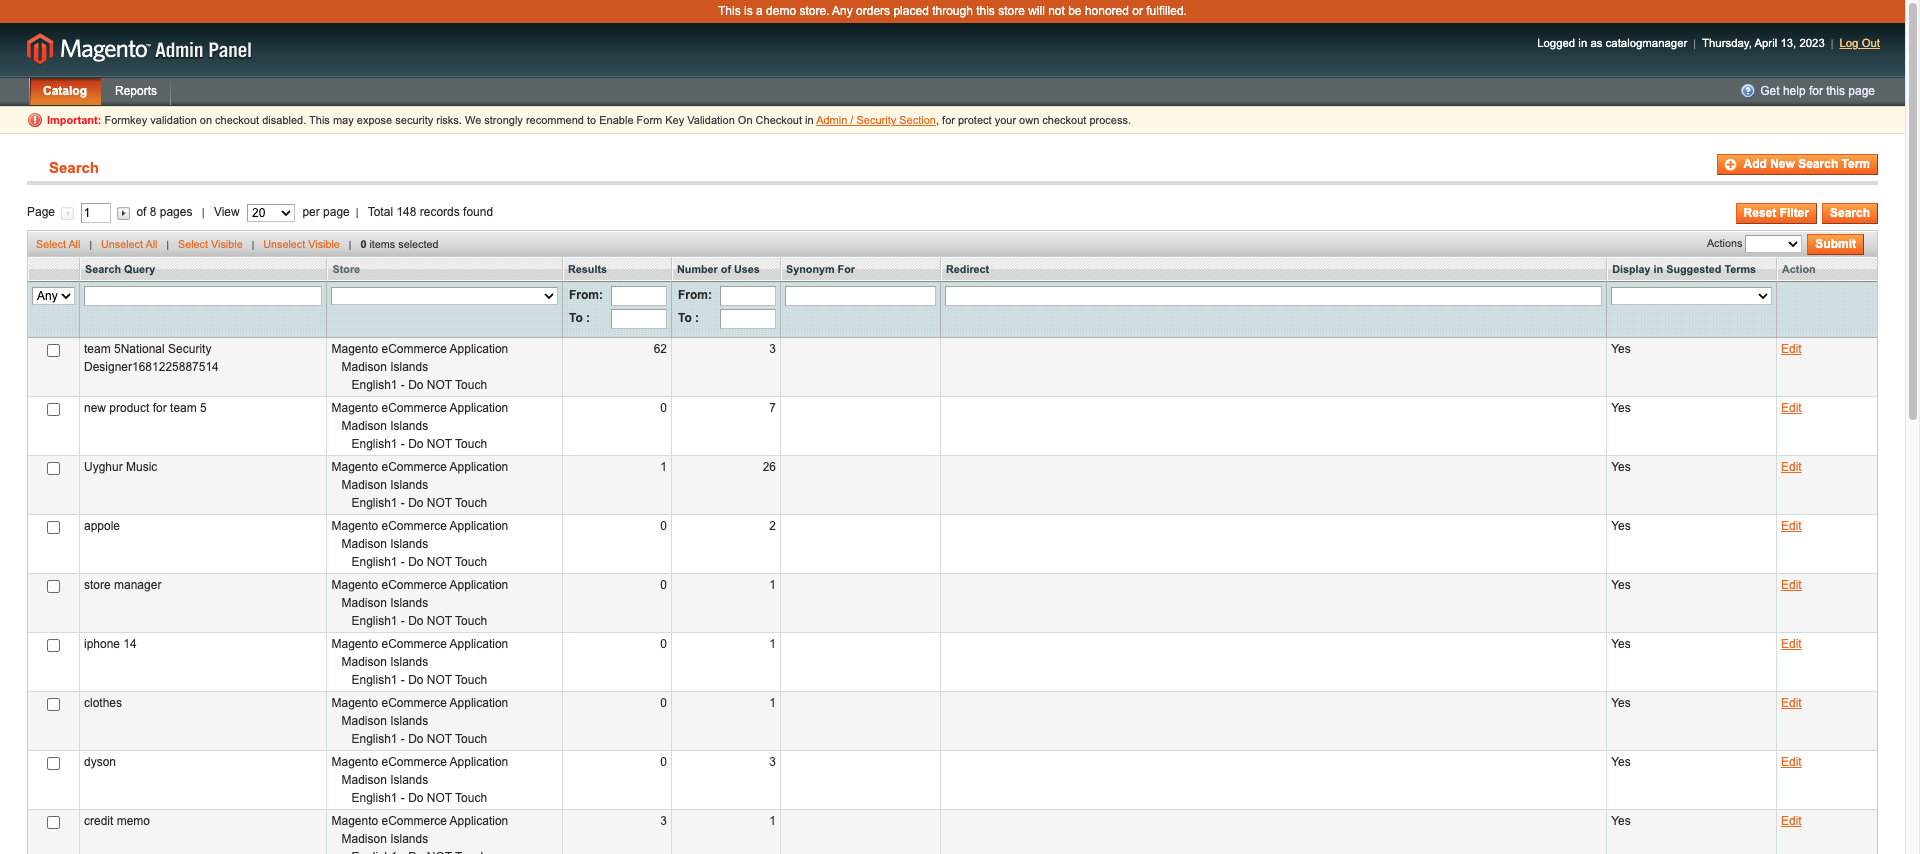 This is a demo store. Any orders placed through this store will not be honored or fulfilled.
Magento Admin Panel
Logged in as catalogmanager | Thursday, April 13, 2023 | Log Out
Catalog Reports
Get help for this page
Important: Formkey validation on checkout disabled. This may expose security risks. We strongly recommend to Enable Form Key Validation On Checkout in Admin / Security Section, for protect your own checkout process.
Search
Add New Search Term
Page 1 of 8 pages | View 20 per page | Total 148 records found
Reset Filter Search
Select All | Unselect All | Select Visible | Unselect Visible | 0 items selected
Actions Submit
Search Query Store Results Number of Uses Synonym For Redirect Display in Suggested Terms Action
Any From: From:
To : To :
team 5National Security Magento eCommerce Application 62 3 Yes Edit
Designer1681225887514 Madison Islands
English1 - Do NOT Touch
new product for team 5 Magento eCommerce Application 0 7 Yes Edit
Madison Islands
English1 - Do NOT Touch
Uyghur Music Magento eCommerce Application 1 26 Yes Edit
Madison Islands
English1 - Do NOT Touch
appole Magento eCommerce Application 0 2 Yes Edit
Madison Islands
English1 - Do NOT Touch
store manager Magento eCommerce Application 0 1 Yes Edit
Madison Islands
English1 - Do NOT Touch
iphone 14 Magento eCommerce Application 0 1 Yes Edit
Madison Islands
English1 - Do NOT Touch
clothes Magento eCommerce Application 0 1 Yes Edit
Madison Islands
English1 - Do NOT Touch
dyson Magento eCommerce Application 0 3 Yes Edit
Madison Islands
English1 - Do NOT Touch
credit memo Magento eCommerce Application 3 1 Yes Edit
Madison Islands